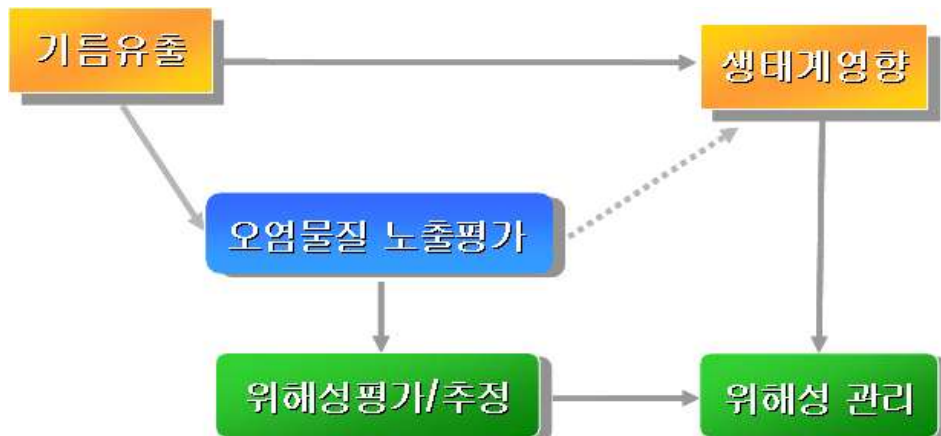 기름유출
생태계영향
오염물질 노출평가
위해성평가/추정
위해성 관리